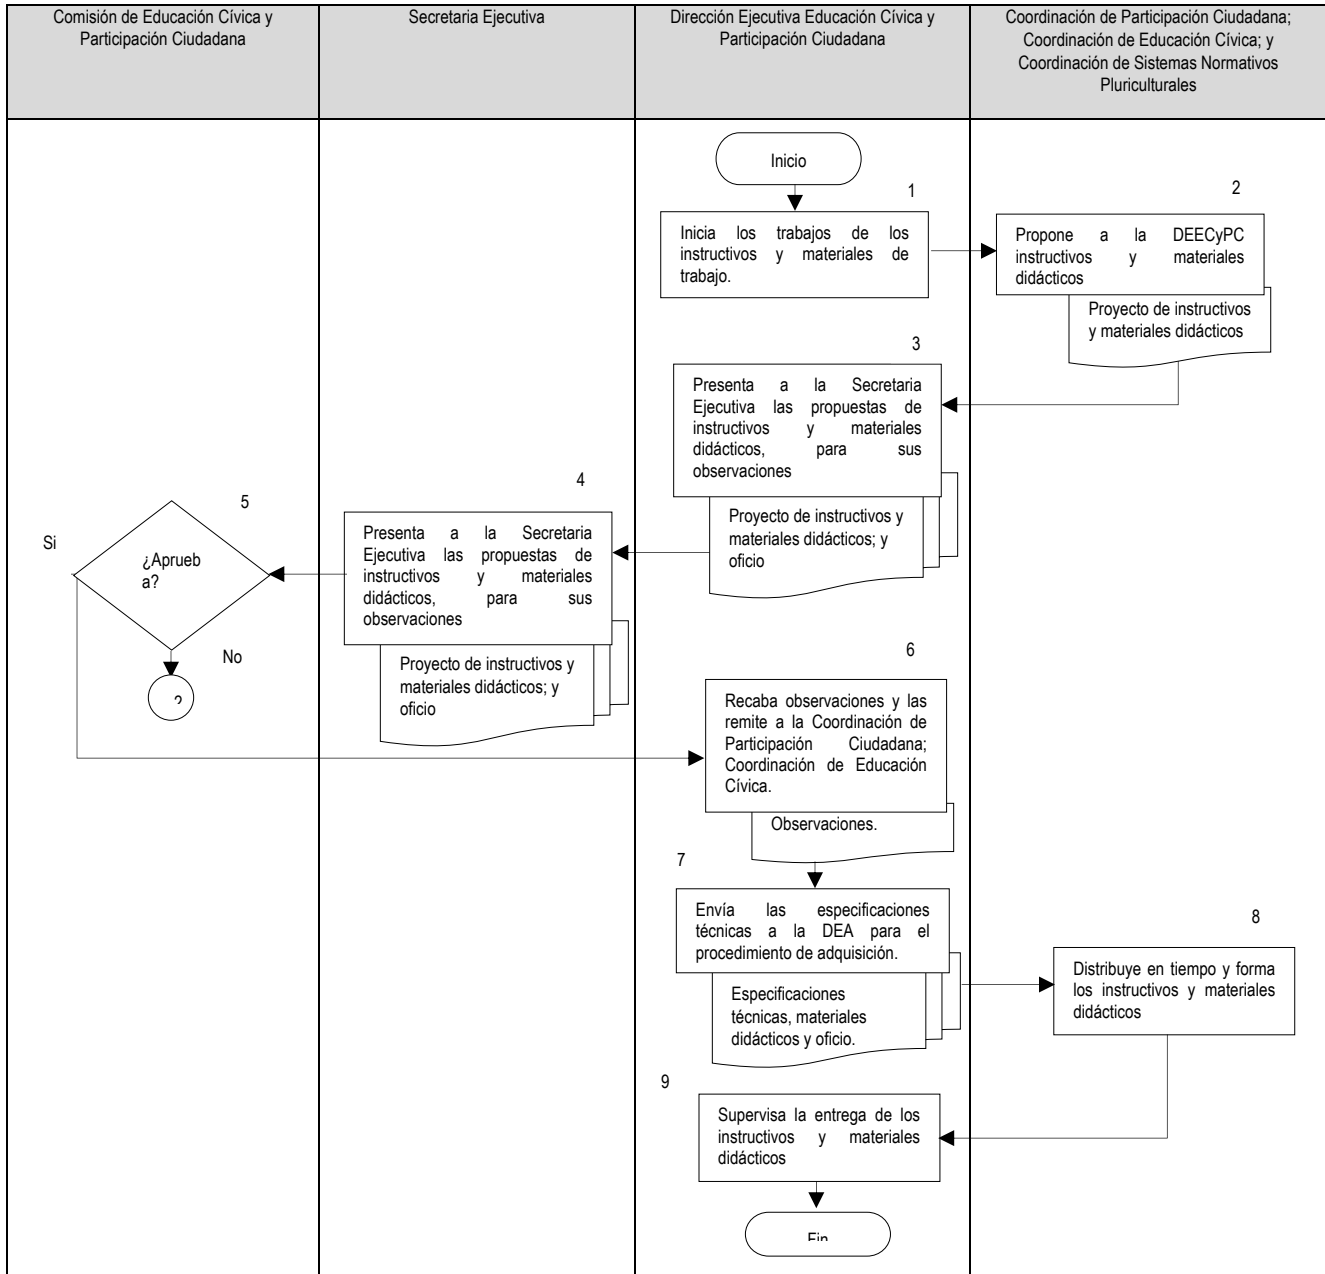 Comisión de Educación Cívica y
Participación Ciudadana
Secretaria Ejecutiva
Dirección Ejecutiva Educación Cívica y
Participación Ciudadana
Coordinación de Participación Ciudadana;
Coordinación de Educación Cívica; y
Coordinación de Sistemas Normativos
Pluriculturales
Inicio
1
Inicia los trabajos de los
instructivos y materiales de
trabajo.
2
Propone a la DEECyPC
instructivos y materiales
didácticos
Proyecto de instructivos
y materiales didácticos
3
Presenta a la Secretaria
Ejecutiva las propuestas de
instructivos y materiales
didácticos, para sus
observaciones
Proyecto de instructivos y
materiales didácticos; y
oficio
4
Presenta a la Secretaria
Ejecutiva las propuestas de
instructivos y materiales
didácticos, para sus
observaciones
Proyecto de instructivos y
materiales didácticos; y
oficio
5
Si
¿Aprueb
a?
No
6
Recaba observaciones y las
remite a la Coordinación de
Participación Ciudadana;
Coordinación de Educación
Cívica.
Observaciones.
7
Envía las especificaciones
técnicas a la DEA para el
procedimiento de adquisición.
Especificaciones
técnicas, materiales
didácticos y oficio.
8
Distribuye en tiempo y forma
los instructivos y materiales
didácticos
9
Supervisa la entrega de los
instructivos y materiales
didácticos
Fin